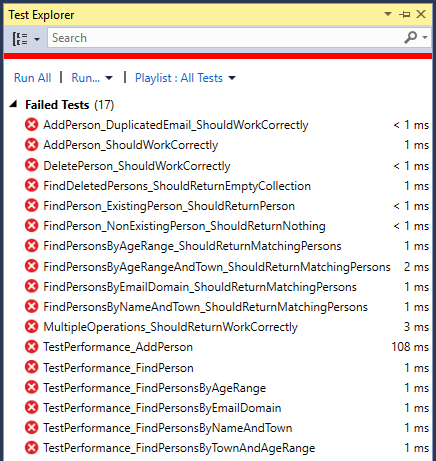 Test Explorer
Search
Run All | Run... | Playlist : All Tests
Failed Tests (17)
AddPerson_DuplicatedEmail_ShouldWorkCorrectly < 1 ms
AddPerson_ShouldWorkCorrectly 1 ms
DeletePerson_ShouldWorkCorrectly < 1 ms
FindDeletedPersons_ShouldReturnEmptyCollection 1 ms
FindPerson_ExistingPerson_ShouldReturnPerson < 1 ms
FindPerson_NonExistingPerson_ShouldReturnNothing < 1 ms
FindPersonsByAgeRange_ShouldReturnMatchingPersons 1 ms
FindPersonsByAgeRangeAndTown_ShouldReturnMatchingPersons 2 ms
FindPersonsByEmailDomain_ShouldReturnMatchingPersons 1 ms
FindPersonsByNameAndTown_ShouldReturnMatchingPersons 1 ms
MultipleOperations_ShouldReturnWorkCorrectly 3 ms
TestPerformance_AddPerson 108 ms
TestPerformance_FindPerson 1 ms
TestPerformance_FindPersonsByAgeRange 1 ms
TestPerformance_FindPersonsByEmailDomain 1 ms
TestPerformance_FindPersonsByNameAndTown 1 ms
TestPerformance_FindPersonsByTownAndAgeRange 1 ms